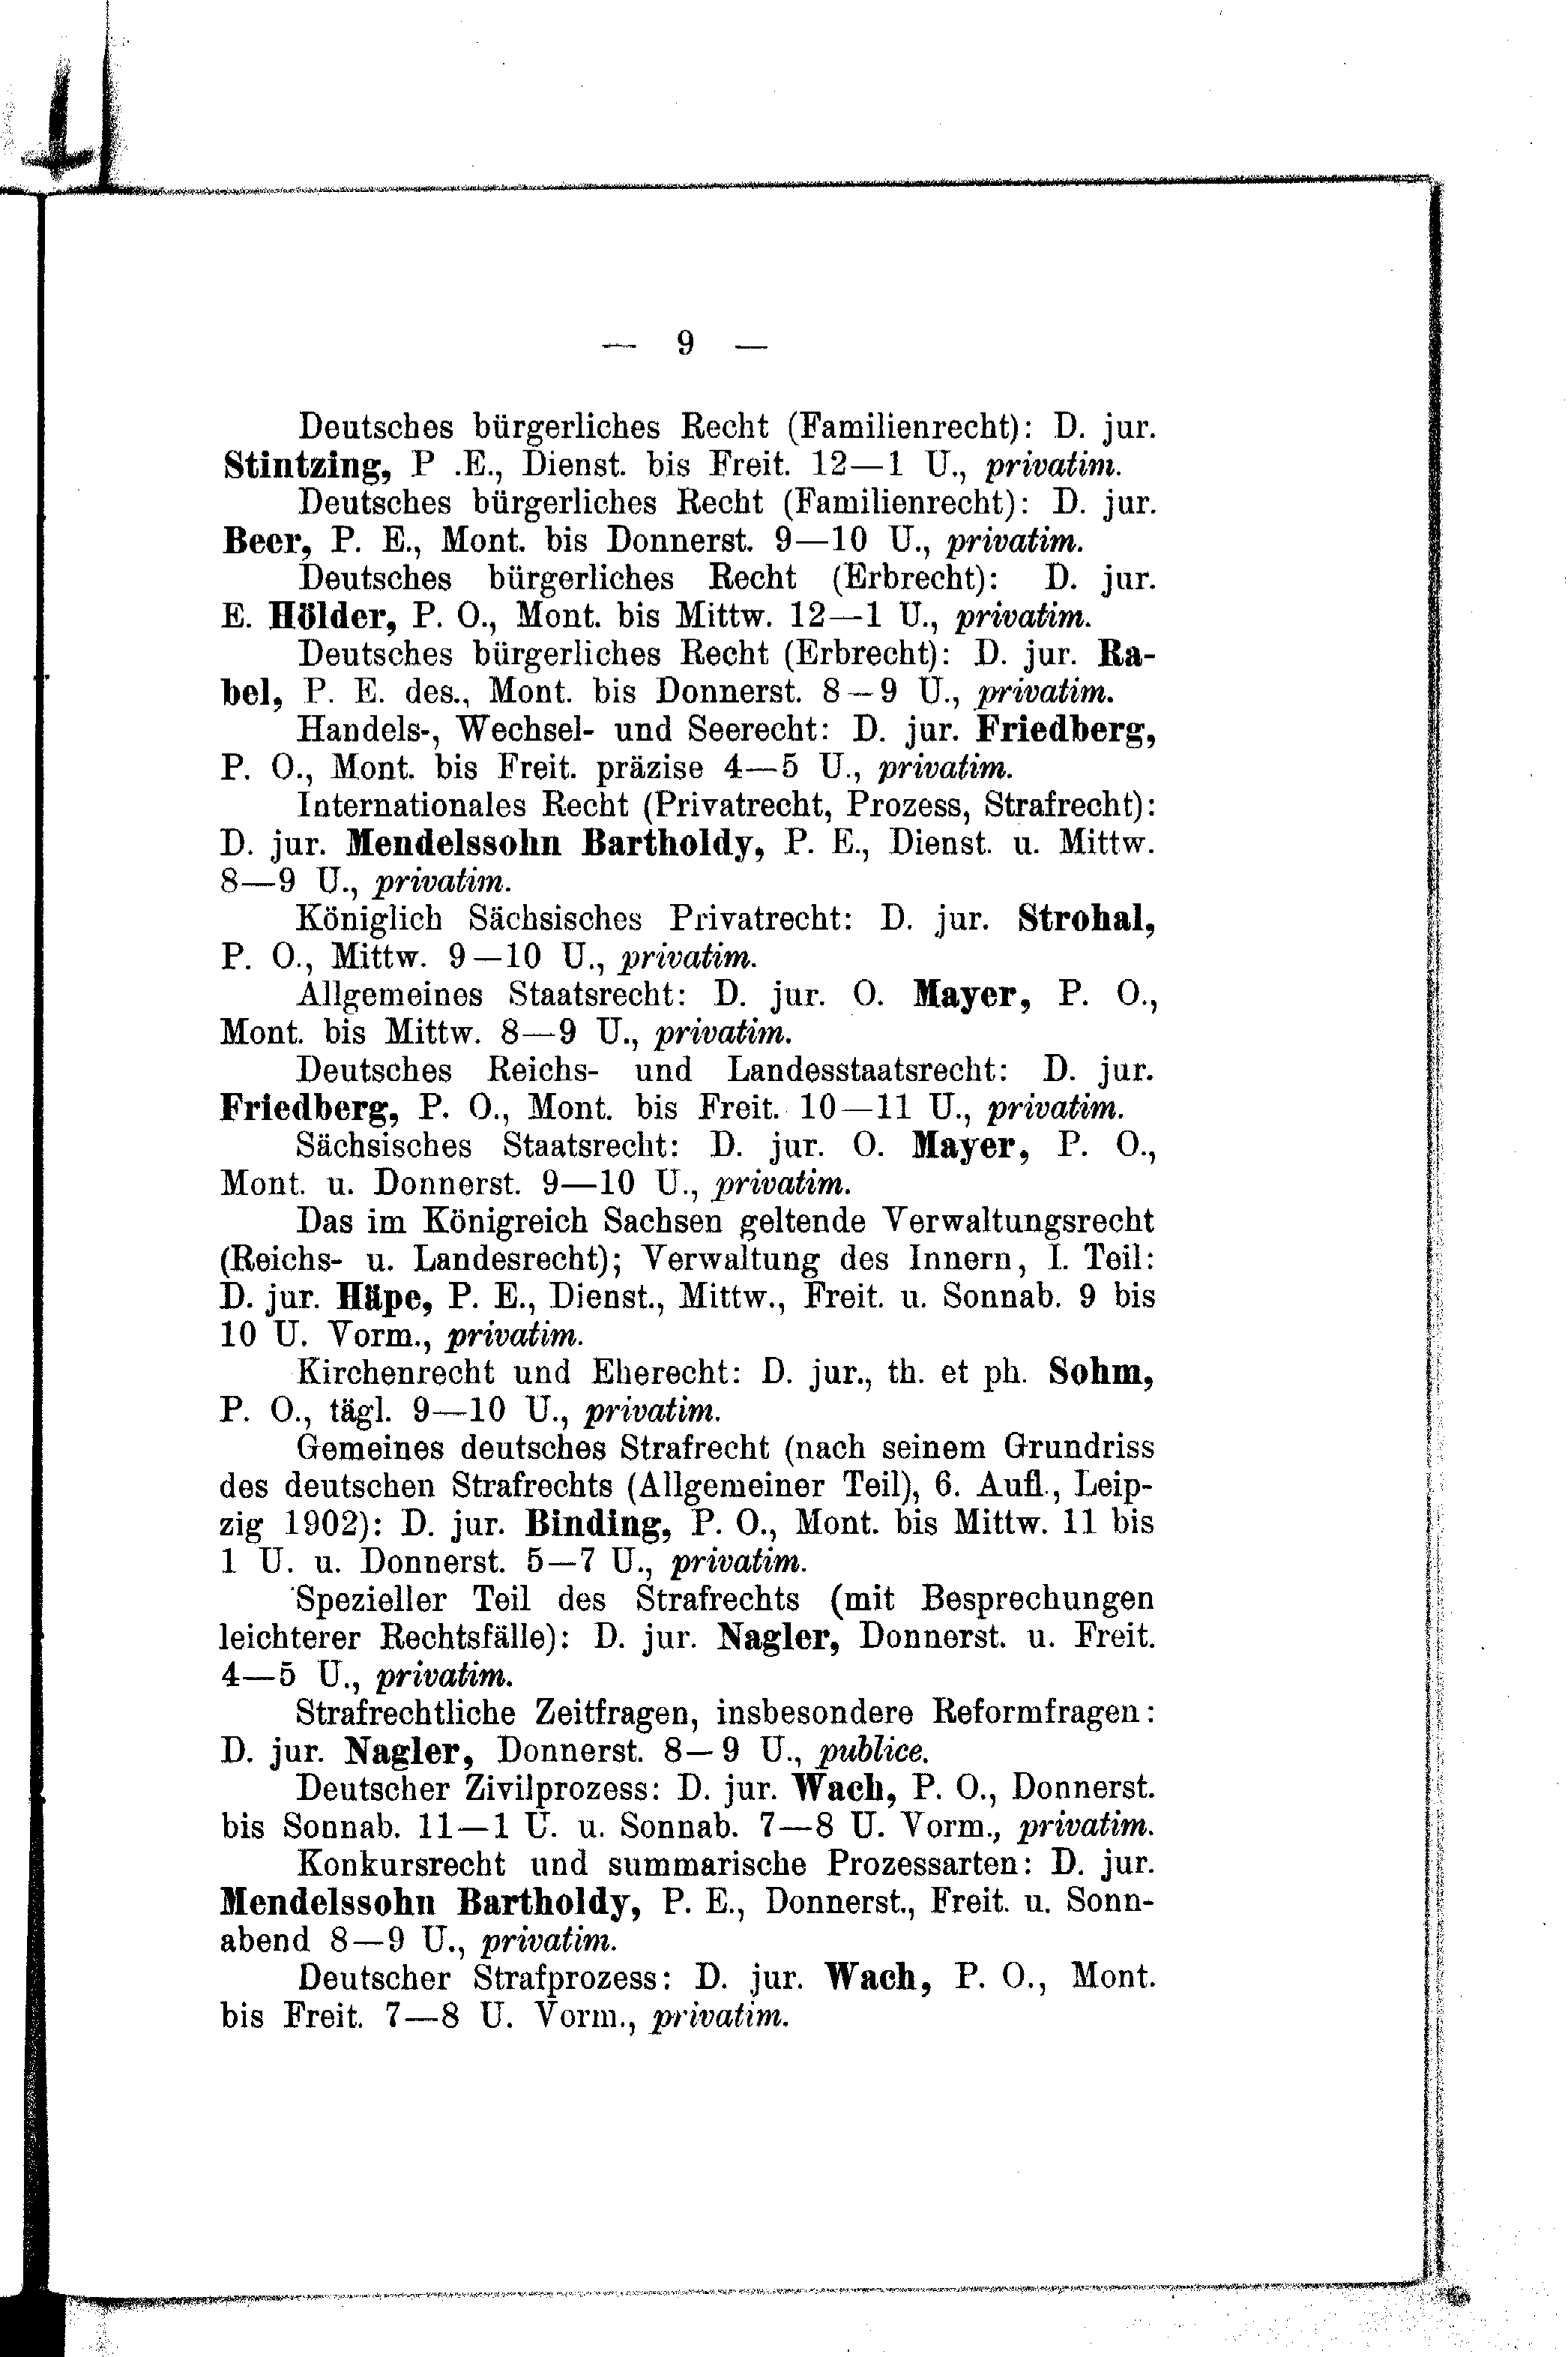 — 9 —
Deutsches bürgerliches Recht (Familienrecht): D. jur.
Stintzing, P .E., Dienst. bis Freit. 12—1 U., privatim.
Deutsches bürgerliches Recht (Familienrecht): D. jur.
Beer, P. E., Mont. bis Donnerst. 9—10 U., privatim.
Deutsches bürgerliches Recht (Erbrecht): D. jur.
E. Hölder, P. O., Mont. bis Mittw. 12—1 U., privatim.
Deutsches bürgerliches Recht (Erbrecht): D. jur. Ra-
bel, P. E. des., Mont. bis Donnerst. 8—9 U., privatim.
Handels-, Wechsel- und Seerecht: D. jur. Friedberg,
P. O., Mont. bis Freit. präzise 4—5 U., privatim.
Internationales Recht (Privatrecht, Prozess, Strafrecht):
D. jur. Mendelssohn Bartholdy, P. E., Dienst. u. Mittw.
8—9 U., privatim.
Königlich Sächsisches Privatrecht: D. jur. Strohal,
P. O., Mittw. 9—10 U., privatim.
Allgemeines Staatsrecht: D. jur. O. Mayer, P. O.,
Mont. bis Mittw. 8—9 U., privatim.
Deutsches Reichs- und Landesstaatsrecht: D. jur.
Friedberg, P. O., Mont. bis Freit. 10—11 U., privatim.
Sächsisches Staatsrecht: D. jur. O. Mayer, P. O.,
Mont. u. Donnerst. 9—10 U., privatim.
Das im Königreich Sachsen geltende Verwaltungsrecht
(Reichs- u. Landesrecht); Verwaltung des Innern, I. Teil:
D. jur. Häpe, P. E., Dienst., Mittw., Freit. u. Sonnab. 9 bis
10 U. Vorm., privatim.
Kirchenrecht und Eherecht: D. jur., th. et ph. Sohm,
P. O., tägl. 9—10 U., privatim.
Gemeines deutsches Strafrecht (nach seinem Grundriss
des deutschen Strafrechts (Allgemeiner Teil), 6. Aufl., Leip-
zig 1902): D. jur. Binding, P. O., Mont. bis Mittw. 11 bis
1 U. u. Donnerst. 5—7 U., privatim.
Spezieller Teil des Strafrechts (mit Besprechungen
leichterer Rechtsfälle): D. jur. Nagler, Donnerst. u. Freit.
4—5 U., privatim.
Strafrechtliche Zeitfragen, insbesondere Reformfragen:
D. jur. Nagler, Donnerst. 8—9 U., publice.
Deutscher Zivilprozess: D. jur. Wach, P. O., Donnerst.
bis Sonnab. 11—1 U. u. Sonnab. 7—8 U. Vorm., privatim.
Konkursrecht und summarische Prozessarten: D. jur.
Mendelssohn Bartholdy, P. E., Donnerst., Freit. u. Sonn-
abend 8—9 U., privatim.
Deutscher Strafprozess: D. jur. Wach, P. O., Mont.
bis Freit. 7—8 U. Vorm., privatim.